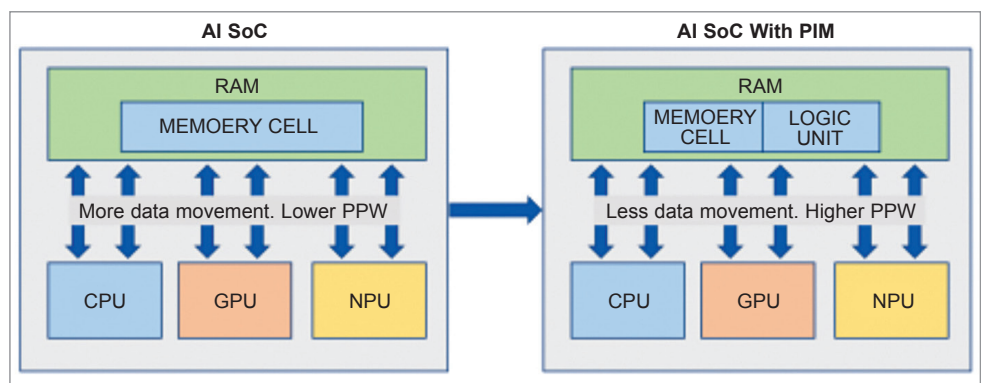 AI SoC
RAM
MEMOERY CELL
More data movement. Lower PPW
CPU
GPU
NPU
AI SoC With PIM
RAM
MEMOERY
CELL
LOGIC
UNIT
Less data movement. Higher PPW
CPU
GPU
NPU